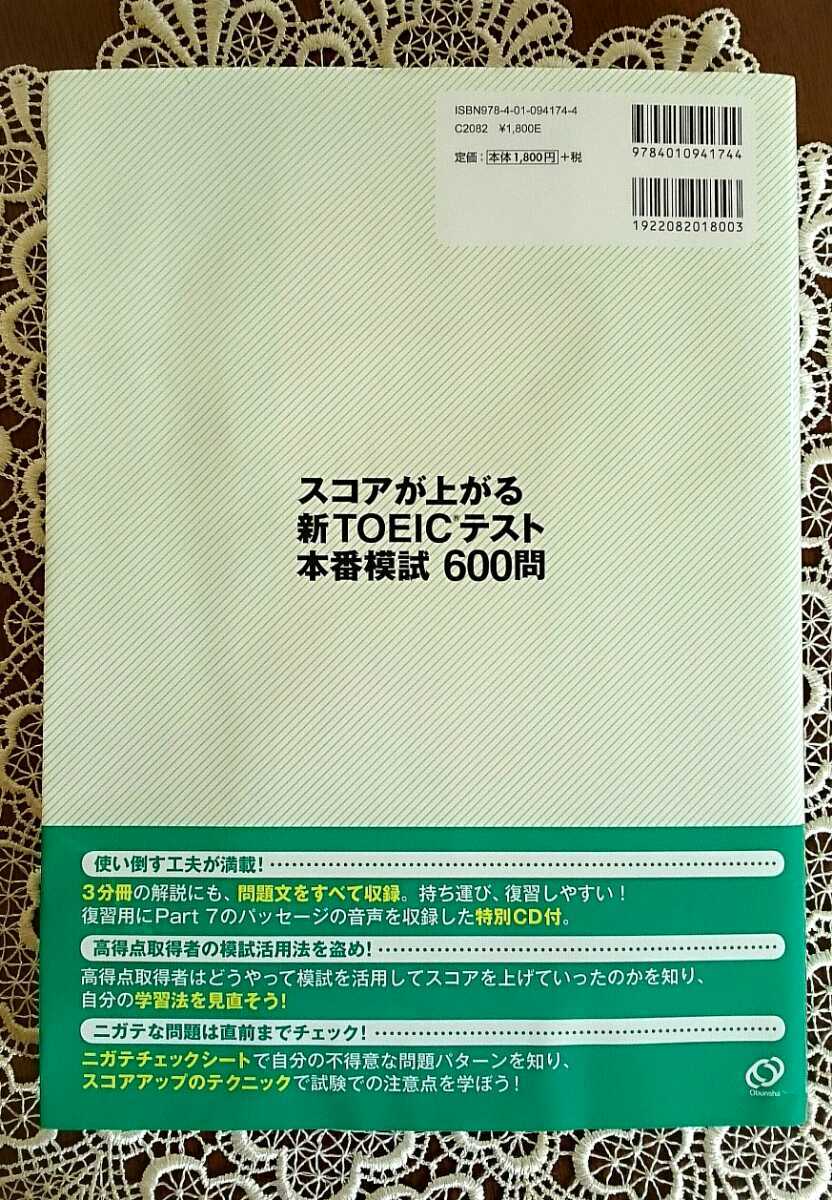 ISBN978-4-01-094174-4
C2082 ¥1,800E
定価：本体1,800円+税
9784010941744
1922082018003
スコアが上がる
新TOEIC®テスト
本番模試 600問
使い倒す工夫が満載！
3分冊の解説にも、問題文をすべて収録。持ち運び、復習しやすい！
復習用にPart 7のパッセージの音声を収録した特別CD付。
高得点取得者の模試活用法を盗め！
高得点取得者はどうやって模試を活用してスコアを上げていったのかを知り、
自分の学習法を見直そう！
ニガテな問題は直前までチェック！
ニガテチェックシートで自分の不得意な問題パターンを知り、
スコアアップのテクニックで試験での注意点を学ぼう！
Obunsha